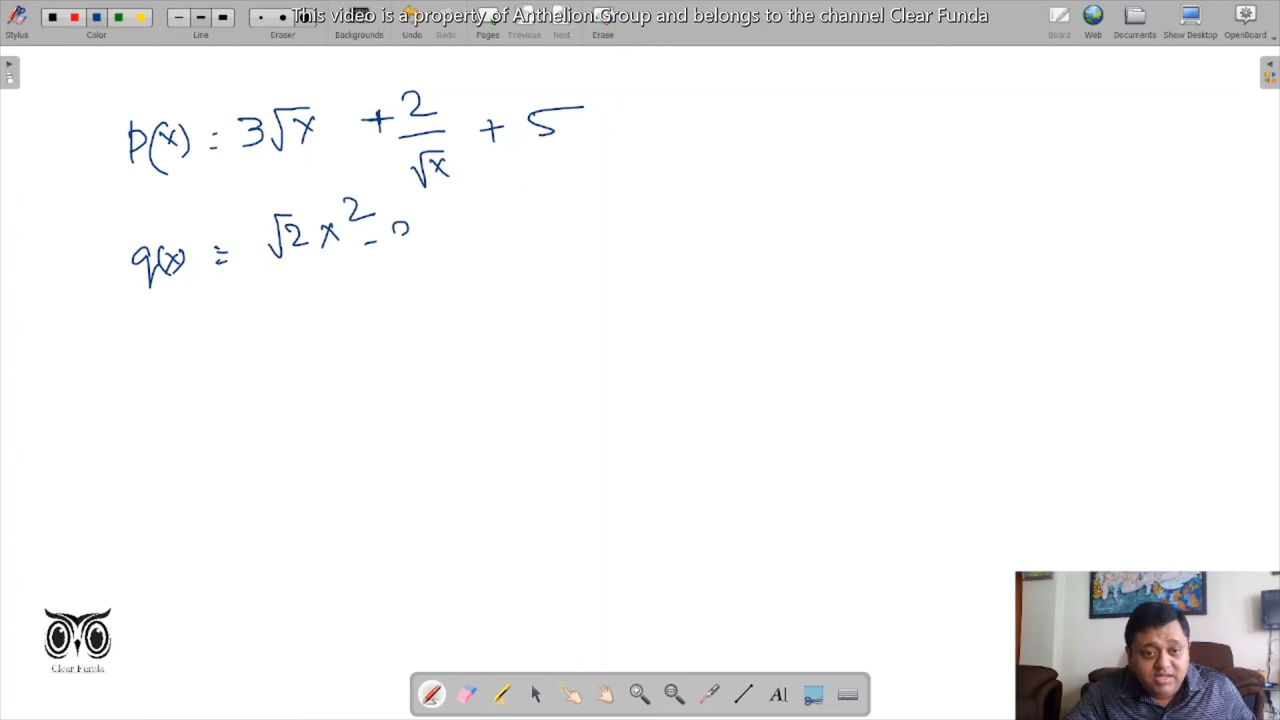 This video is a property of Anthelion Group and belongs to the channel Clear Funda
Stylus Color Line Eraser Backgrounds Undo Redo Pages Previous Next Erase Board Web Documents Show Desktop OpenBoard
p(x) = 3√x + 2/√x + 5
q(x) = √2 x² -
Clear Funda